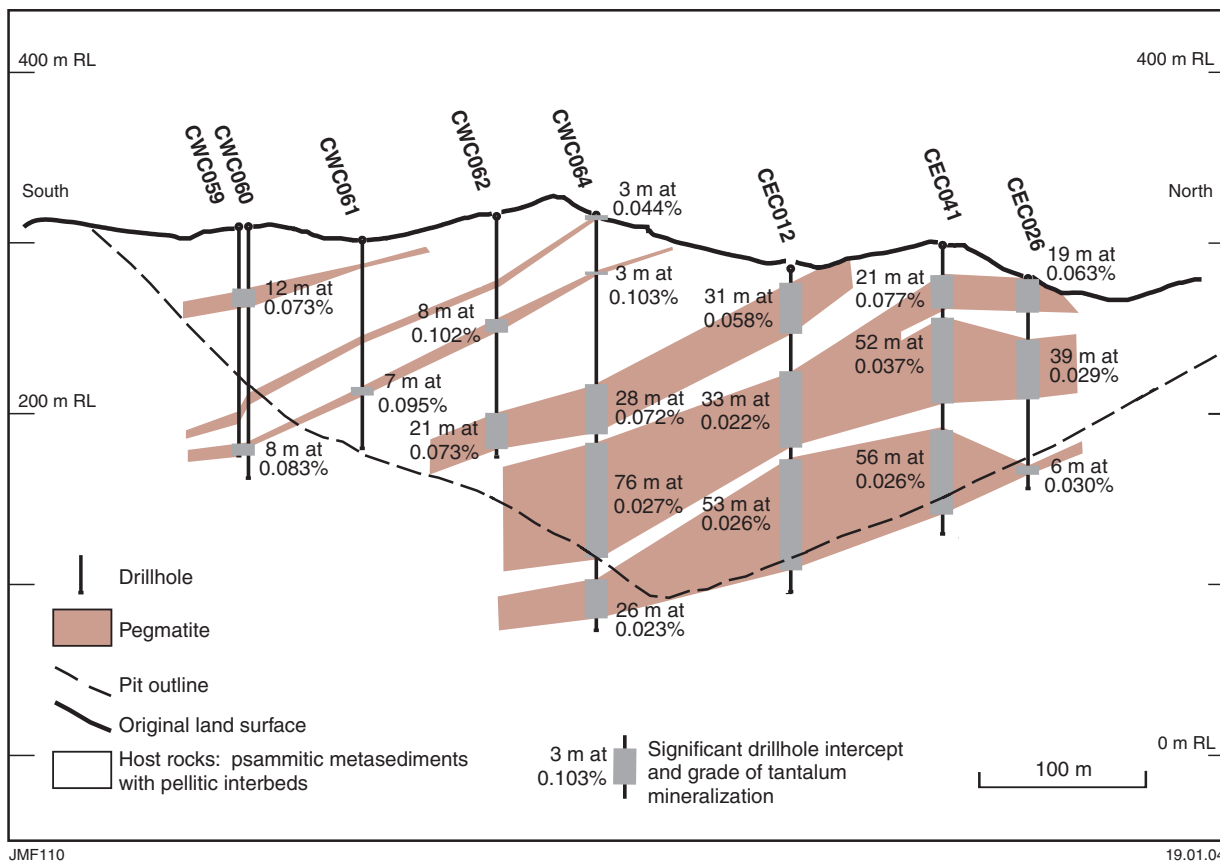 400 m RL
400 m RL
CWC059
CWC060
CWC061
CWC062
CWC064
CEC012
CEC041
CEC026
South
North
3 m at
0.044%
12 m at
0.073%
8 m at
0.102%
3 m at
0.103%
31 m at
0.058%
21 m at
0.077%
19 m at
0.063%
7 m at
0.095%
52 m at
0.037%
39 m at
0.029%
200 m RL
200 m RL
8 m at
0.083%
21 m at
0.073%
28 m at
0.072%
33 m at
0.022%
76 m at
0.027%
53 m at
0.026%
56 m at
0.026%
6 m at
0.030%
26 m at
0.023%
Drillhole
Pegmatite
Pit outline
Original land surface
Host rocks: psammitic metasediments
with pellitic interbeds
3 m at
0.103%
Significant drillhole intercept
and grade of tantalum
mineralization
0 m RL
100 m
JMF110
19.01.04